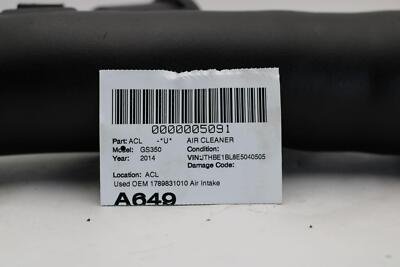 0000005091
Part: ACL -*U* AIR CLEANER
Model: GS350 Condition:
Year: 2014 VIN:JTHBE1BL8E5040505
Damage Code:
Location: ACL
Used OEM 1789831010 Air Intake
A649